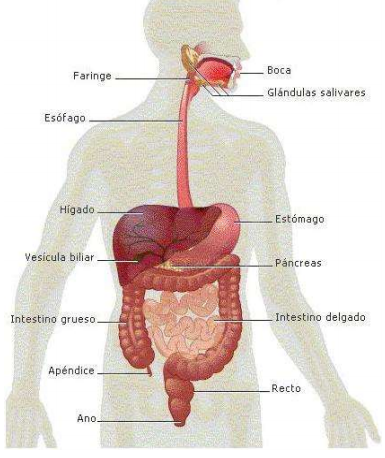 Boca
Faringe
Glándulas salivares
Esófago
Hígado
Estómago
Vesícula biliar
Páncreas
Intestino grueso
Intestino delgado
Apéndice
Recto
Ano